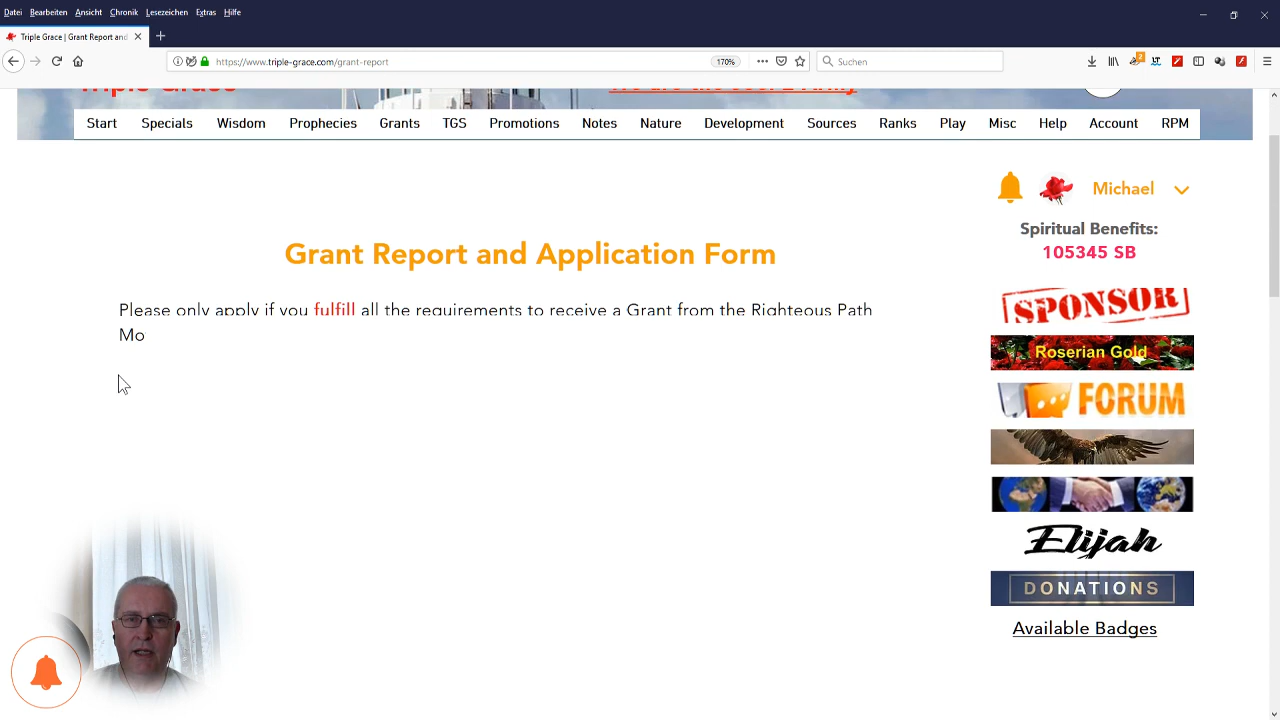 Datei Bearbeiten Ansicht Chronik Lesezeichen Extras Hilfe
Triple Grace | Grant Report and
https://www.triple-grace.com/grant-report
170%
Suchen
Start Specials Wisdom Prophecies Grants TGS Promotions Notes Nature Development Sources Ranks Play Misc Help Account RPM
Michael
Spiritual Benefits:
105345 SB
Grant Report and Application Form
Please only apply if you fulfill all the requirements to receive a Grant from the Righteous Path
Mo
SPONSOR
Roserian Gold
FORUM
Elijah
DONATIONS
Available Badges